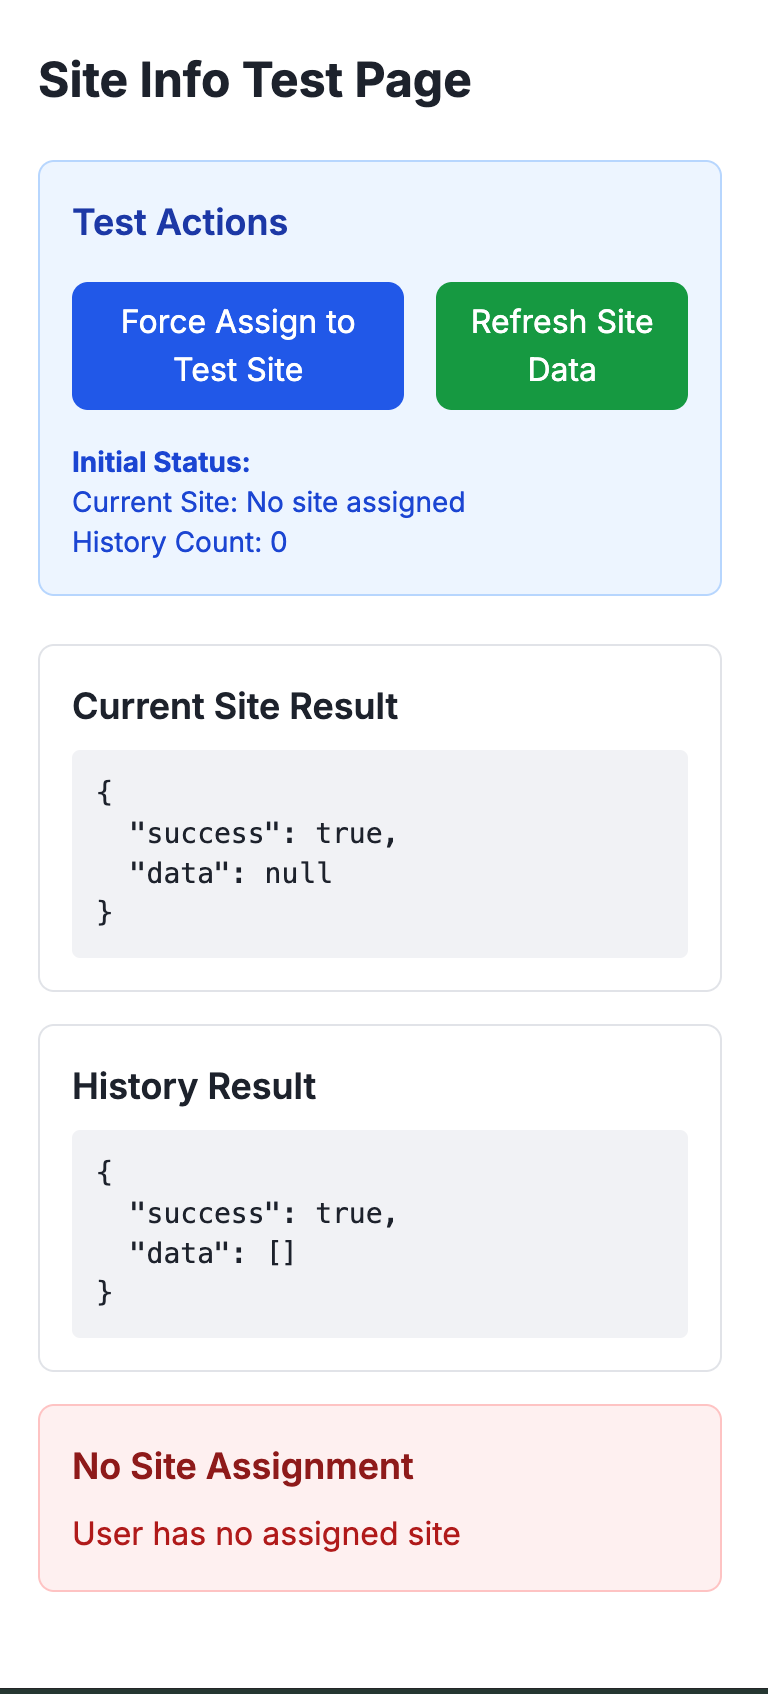 Site Info Test Page
Test Actions
Force Assign to
Test Site
Refresh Site
Data
Initial Status:
Current Site: No site assigned
History Count: 0
Current Site Result
{
  "success": true,
  "data": null
}
History Result
{
  "success": true,
  "data": []
}
No Site Assignment
User has no assigned site